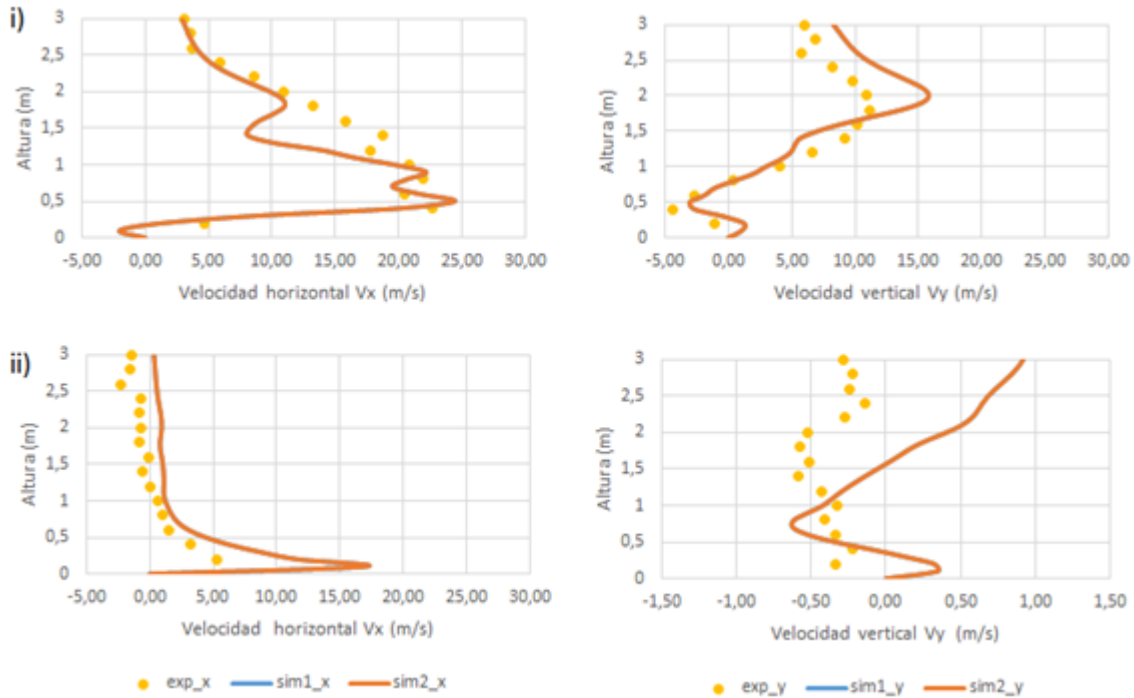 i)
Altura (m)
3
2,5
2
1,5
1
0,5
0
-5,00 0,00 5,00 10,00 15,00 20,00 25,00 30,00
Velocidad horizontal Vx (m/s)
Altura (m)
3
2,5
2
1,5
1
0,5
0
-5,00 0,00 5,00 10,00 15,00 20,00 25,00 30,00
Velocidad vertical Vy (m/s)
ii)
Altura (m)
3
2,5
2
1,5
1
0,5
0
-5,00 0,00 5,00 10,00 15,00 20,00 25,00 30,00
Velocidad horizontal Vx (m/s)
exp_x sim1_x sim2_x
Altura (m)
3
2,5
2
1,5
1
0,5
0
-1,50 -1,00 -0,50 0,00 0,50 1,00 1,50
Velocidad vertical Vy (m/s)
exp_y sim1_y sim2_y